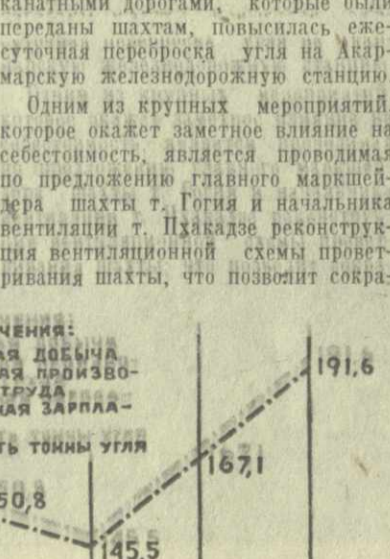 канатными дорогами, которые были
переданы шахтам, повысилась еже-
суточная переброска угля на Акар-
марскую железнодорожную станцию
Одним из крупных мероприятий
которое окажет заметное влияние на
себестоимость, является проводимая
по предложению главного маркшей-
дера шахты т. Гогия и начальника
вентиляции т. Пхакадзе реконструк-
ция вентиляционной схемы провет-
ривания шахты, что позволит сокра-
ЧЕНИЯ:
АЯ ДОБЫЧА
АЯ ПРОИЗВО-
ТРУДА
НАЯ ЗАРПЛА-
ТЬ ТОННЫ УГЛЯ
191,6
167,1
50,8
145,5